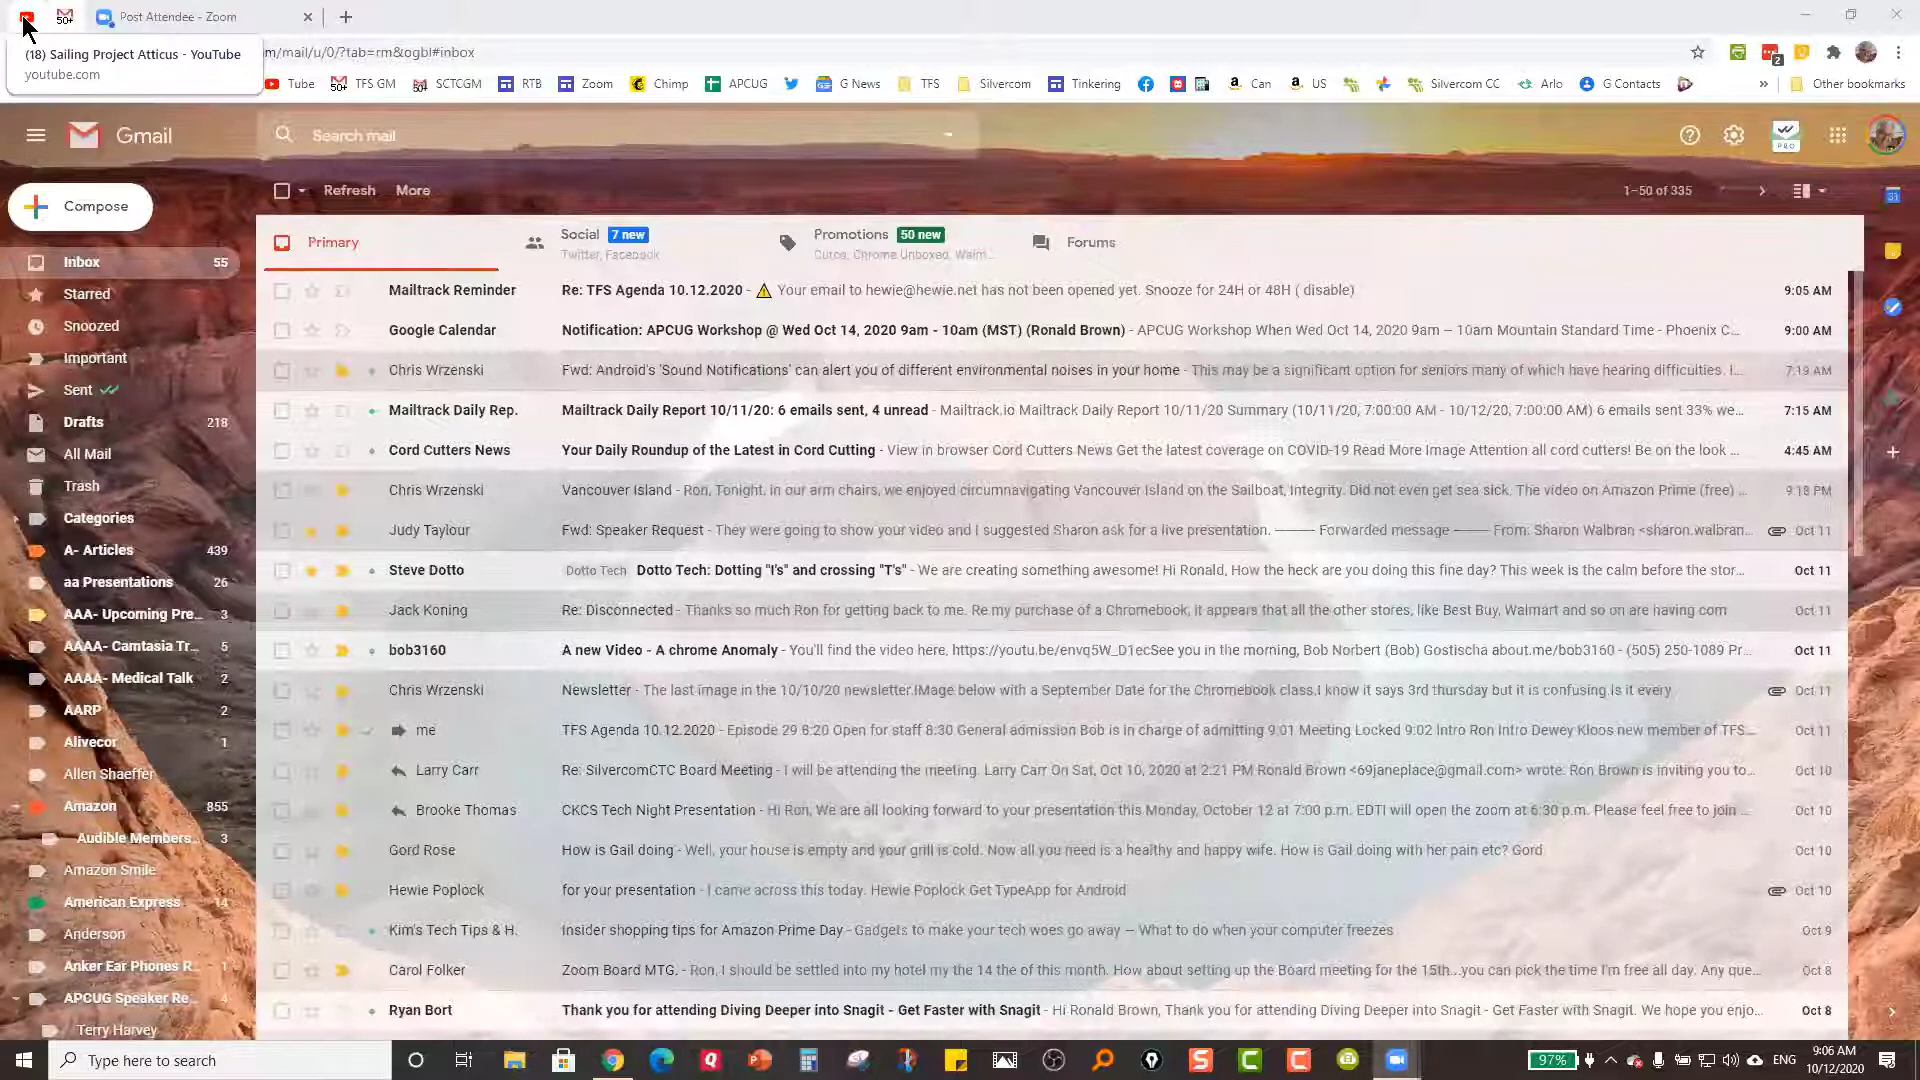 50+ Post Attendee - Zoom
(18) Sailing Project Atticus - YouTube
youtube.com
m/mail/u/0/?tab=rm&ogbl#inbox
2
Tube TFS GM SCTCGM RTB Zoom Chimp APCUG G News TFS Silvercom Tinkering Can US Silvercom CC Arlo G Contacts » Other bookmarks
Gmail Search mail PRO
Compose Refresh More 1–50 of 335
Primary Social 7 new Promotions 50 new Forums
Twitter, Facebook
Inbox 55
Starred
Snoozed
Important
Sent
Drafts 218
All Mail
Trash
Categories
A- Articles 439
aa Presentations 26
AAA- Upcoming Pre... 3
AAAA- Camtasia Tr... 5
AAAA- Medical Talk 2
AARP 2
Alivecor 1
Allen Shaeffer
Amazon 855
Audible Members... 3
Amazon Smile
American Express 14
Anderson
Anker Ear Phones R... 1
APCUG Speaker Re... 4
Terry Harvey
Mailtrack Reminder Re: TFS Agenda 10.12.2020 - ⚠ Your email to hewie@hewie.net has not been opened yet. Snooze for 24H or 48H ( disable) 9:05 AM
Google Calendar Notification: APCUG Workshop @ Wed Oct 14, 2020 9am - 10am (MST) (Ronald Brown) - APCUG Workshop When Wed Oct 14, 2020 9am – 10am Mountain Standard Time - Phoenix C... 9:00 AM
Chris Wrzenski Fwd: Android's 'Sound Notifications' can alert you of different environmental noises in your home - This may be a significant option for seniors many of which have hearing difficulties. I... 7:19 AM
Mailtrack Daily Rep. Mailtrack Daily Report 10/11/20: 6 emails sent, 4 unread - Mailtrack.io Mailtrack Daily Report 10/11/20 Summary (10/11/20, 7:00:00 AM - 10/12/20, 7:00:00 AM) 6 emails sent 33% we... 7:15 AM
Cord Cutters News Your Daily Roundup of the Latest in Cord Cutting - View in browser Cord Cutters News Get the latest coverage on COVID-19 Read More Image Attention all cord cutters! Be on the look ... 4:45 AM
Chris Wrzenski Vancouver Island - Ron, Tonight, in our arm chairs, we enjoyed circumnavigating Vancouver Island on the Sailboat, Integrity. Did not even get sea sick. The video on Amazon Prime (free) ... 9:18 PM
Judy Taylour Fwd: Speaker Request - They were going to show your video and I suggested Sharon ask for a live presentation. ——— Forwarded message ——— From: Sharon Walbran <sharon.walbran... Oct 11
Steve Dotto Dotto Tech Dotto Tech: Dotting "I's" and crossing "T's" - We are creating something awesome! Hi Ronald, How the heck are you doing this fine day? This week is the calm before the stor... Oct 11
Jack Koning Re: Disconnected - Thanks so much Ron for getting back to me. Re my purchase of a Chromebook, it appears that all the other stores, like Best Buy, Walmart and so on are having com Oct 11
bob3160 A new Video - A chrome Anomaly - You'll find the video here, https://youtu.be/envq5W_D1ecSee you in the morning, Bob Norbert (Bob) Gostischa about.me/bob3160 - (505) 250-1089 Pr... Oct 11
Chris Wrzenski Newsletter - The last image in the 10/10/20 newsletter.IMage below with a September Date for the Chromebook class.I know it says 3rd thursday but it is confusing.Is it every Oct 11
me TFS Agenda 10.12.2020 - Episode 29 8:20 Open for staff 8:30 General admission Bob is in charge of admitting 9:01 Meeting Locked 9:02 Intro Ron Intro Dewey Kloos new member of TFS... Oct 11
Larry Carr Re: SilvercomCTC Board Meeting - I will be attending the meeting. Larry Carr On Sat, Oct 10, 2020 at 2:21 PM Ronald Brown <69janeplace@gmail.com> wrote: Ron Brown is inviting you to... Oct 10
Brooke Thomas CKCS Tech Night Presentation - Hi Ron, We are all looking forward to your presentation this Monday, October 12 at 7:00 p.m. EDT! I will open the zoom at 6:30 p.m. Please feel free to join ... Oct 10
Gord Rose How is Gail doing - Well, your house is empty and your grill is cold. Now all you need is a healthy and happy wife. How is Gail doing with her pain etc? Gord Oct 10
Hewie Poplock for your presentation - I came across this today. Hewie Poplock Get TypeApp for Android Oct 10
Kim's Tech Tips & H. Insider shopping tips for Amazon Prime Day - Gadgets to make your tech woes go away — What to do when your computer freezes Oct 9
Carol Folker Zoom Board MTG. - Ron, I should be settled into my hotel my the 14 the of this month. How about setting up the Board meeting for the 15th...you can pick the time I'm free all day. Any que... Oct 8
Ryan Bort Thank you for attending Diving Deeper into Snagit - Get Faster with Snagit - Hi Ronald Brown, Thank you for attending Diving Deeper into Snagit - Get Faster with Snagit. We hope you enjo... Oct 8
Type here to search 97% ENG 9:06 AM
10/12/2020